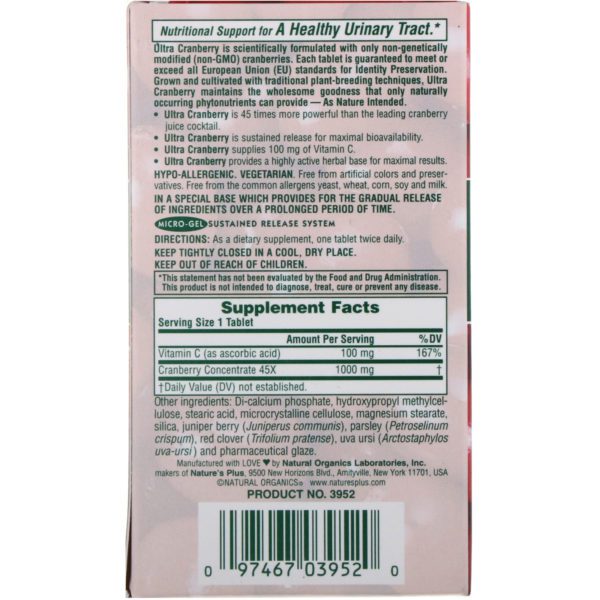 Nutritional Support for A Healthy Urinary Tract.*
Ultra Cranberry is scientifically formulated with only non-genetically
modified (non-GMO) cranberries. Each tablet is guaranteed to meet or
exceed all European Union (EU) standards for Identity Preservation.
Grown and cultivated with traditional plant-breeding techniques, Ultra
Cranberry maintains the wholesome goodness that only naturally
occurring phytonutrients can provide — As Nature Intended.
• Ultra Cranberry is 45 times more powerful than the leading cranberry
juice cocktail.
• Ultra Cranberry is sustained release for maximal bioavailability.
• Ultra Cranberry supplies 100 mg of Vitamin C.
• Ultra Cranberry provides a highly active herbal base for maximal results.
HYPO-ALLERGENIC. VEGETARIAN. Free from artificial colors and preser-
vatives. Free from the common allergens yeast, wheat, corn, soy and milk.
IN A SPECIAL BASE WHICH PROVIDES FOR THE GRADUAL RELEASE
OF INGREDIENTS OVER A PROLONGED PERIOD OF TIME.
MICRO-GEL SUSTAINED RELEASE SYSTEM
DIRECTIONS: As a dietary supplement, one tablet twice daily.
KEEP TIGHTLY CLOSED IN A COOL, DRY PLACE.
KEEP OUT OF REACH OF CHILDREN.
*This statement has not been evaluated by the Food and Drug Administration.
This product is not intended to diagnose, treat, cure or prevent any disease.
Supplement Facts
Serving Size 1 Tablet
Amount Per Serving %DV
Vitamin C (as ascorbic acid) 100 mg 167%
Cranberry Concentrate 45X 1000 mg †
†Daily Value (DV) not established.
Other ingredients: Di-calcium phosphate, hydroxypropyl methylcel-
lulose, stearic acid, microcrystalline cellulose, magnesium stearate,
silica, juniper berry (Juniperus communis), parsley (Petroselinum
crispum), red clover (Trifolium pratense), uva ursi (Arctostaphylos
uva-ursi) and pharmaceutical glaze.
Manufactured with LOVE ♥ by Natural Organics Laboratories, Inc.
makers of Nature's Plus, 9500 New Horizons Blvd., Amityville, New York 11701, USA
©NATURAL ORGANICS® www.naturesplus.com
PRODUCT NO. 3952
0 97467 03952 0